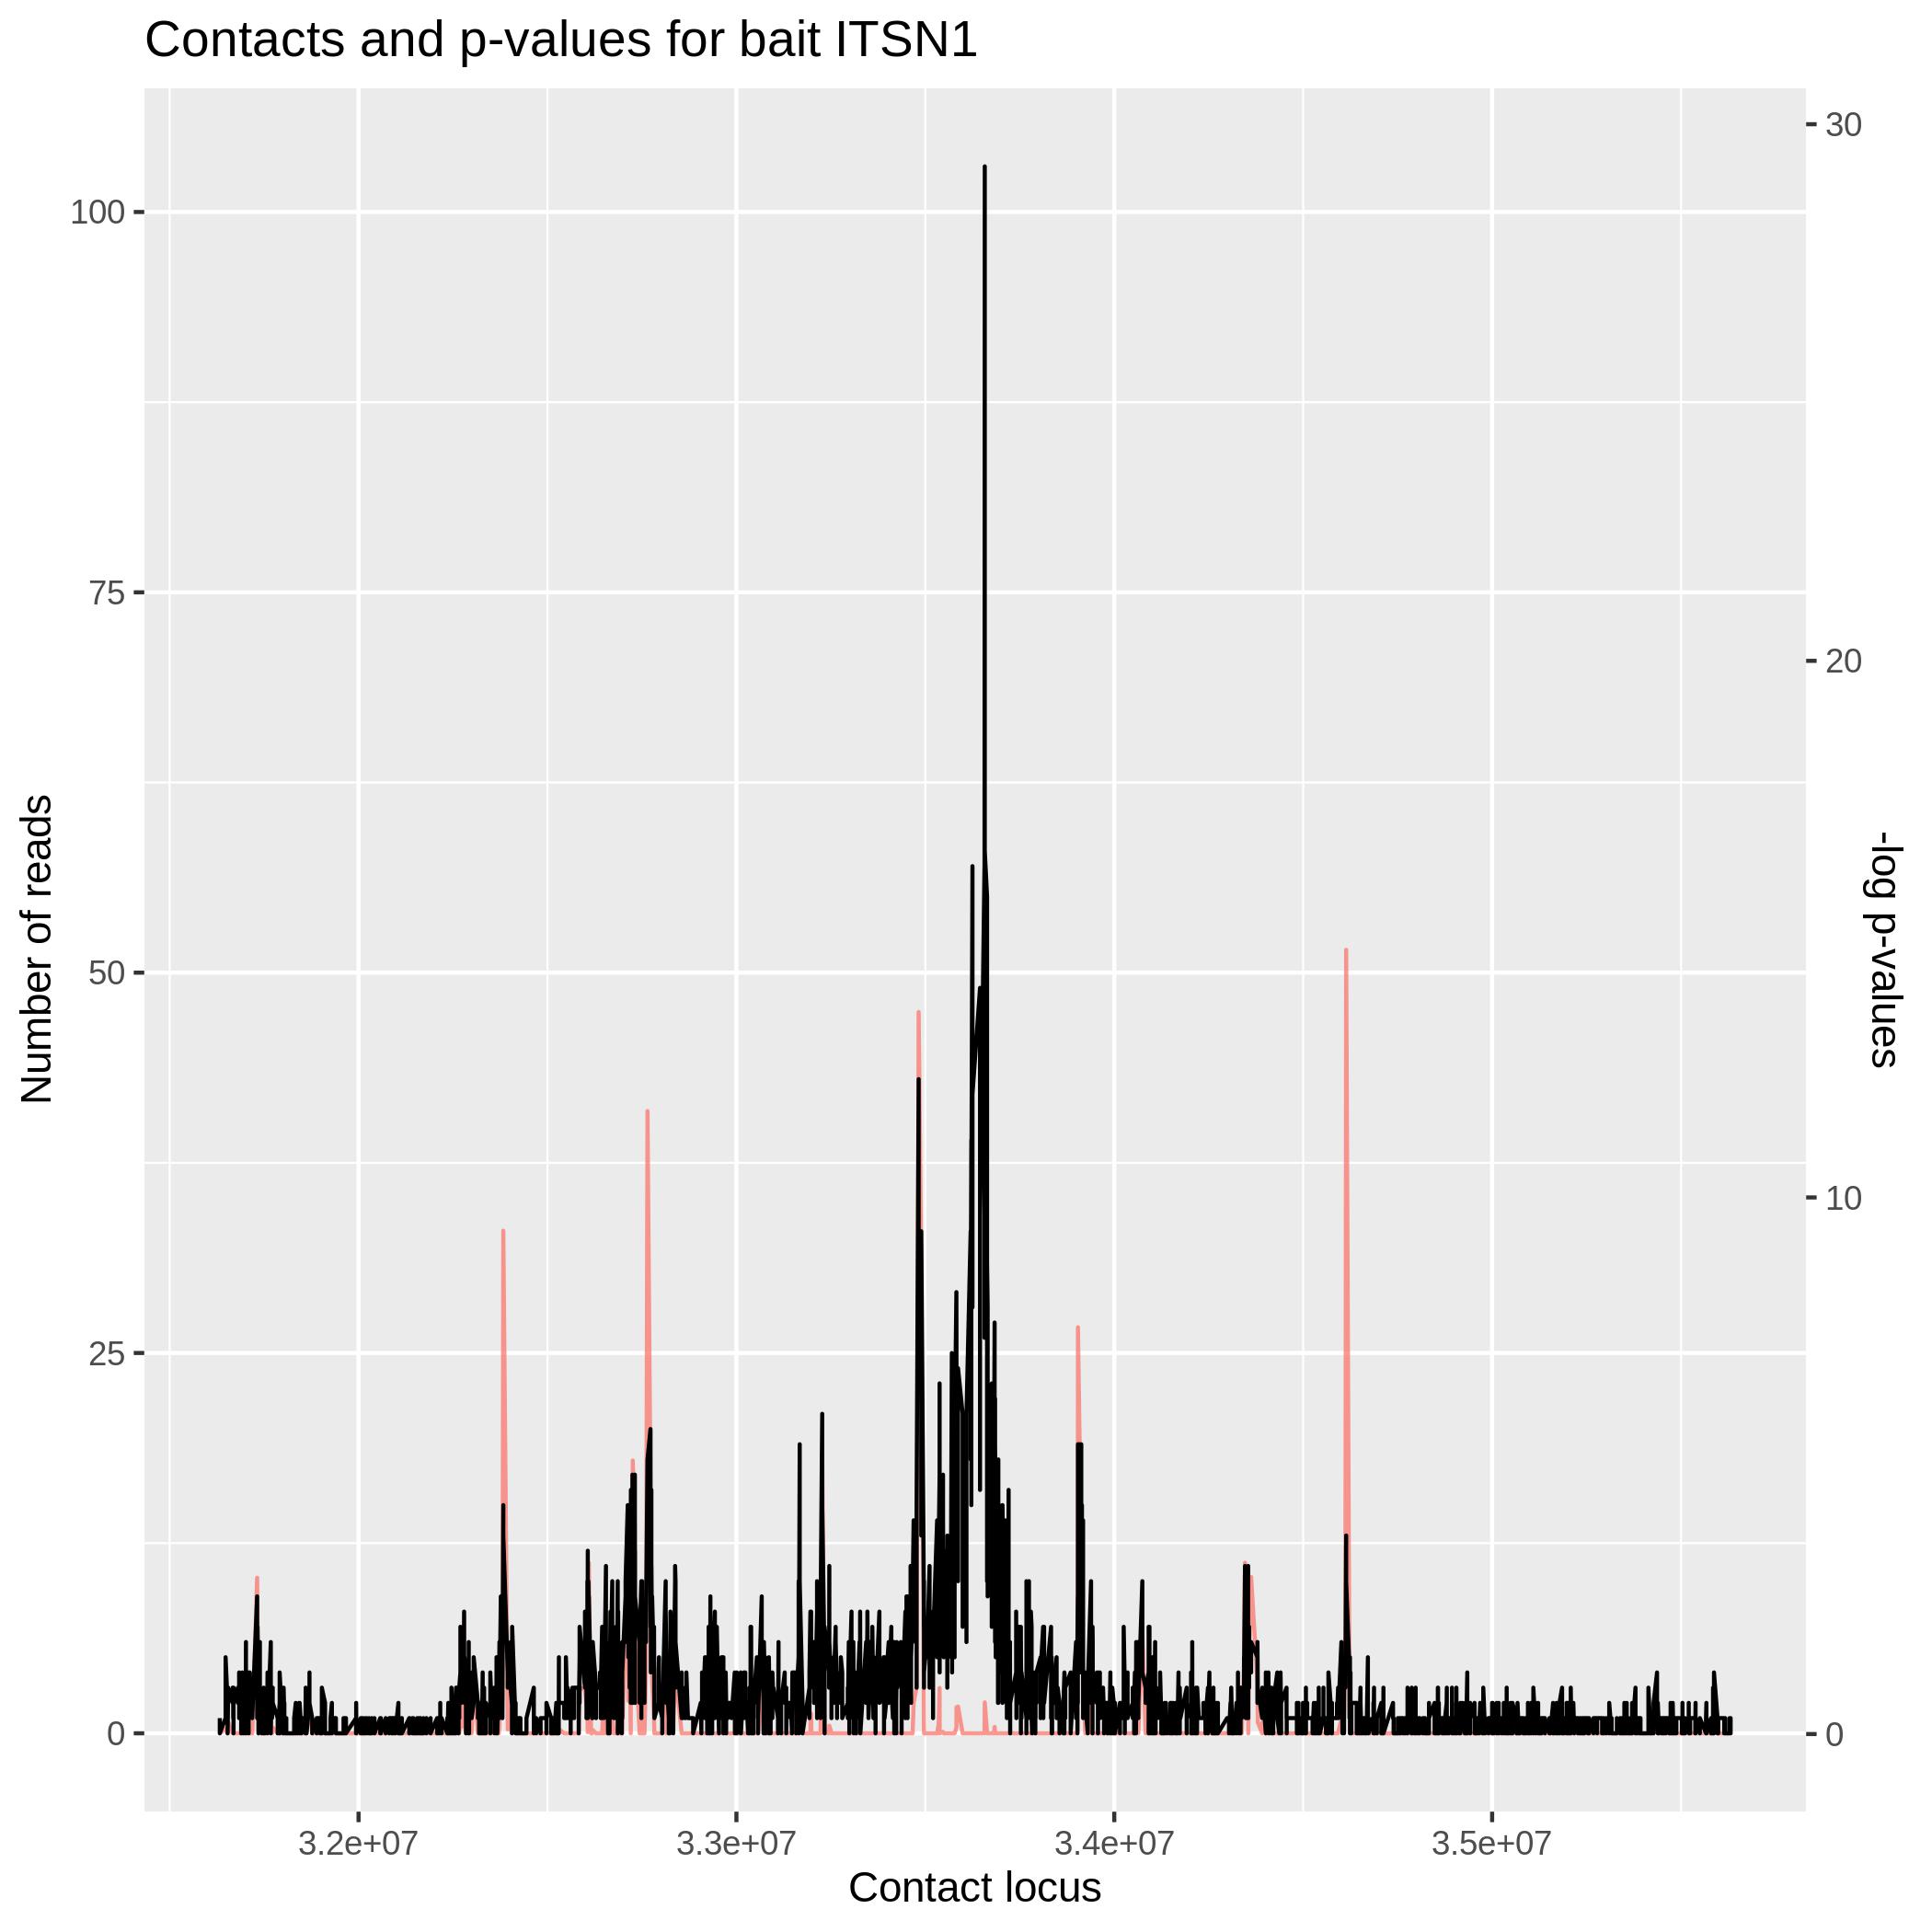 Contacts and p-values for bait ITSN1
100
75
50
25
0
Number of reads
30
20
10
0
-log p-values
3.2e+07
3.3e+07
3.4e+07
3.5e+07
Contact locus